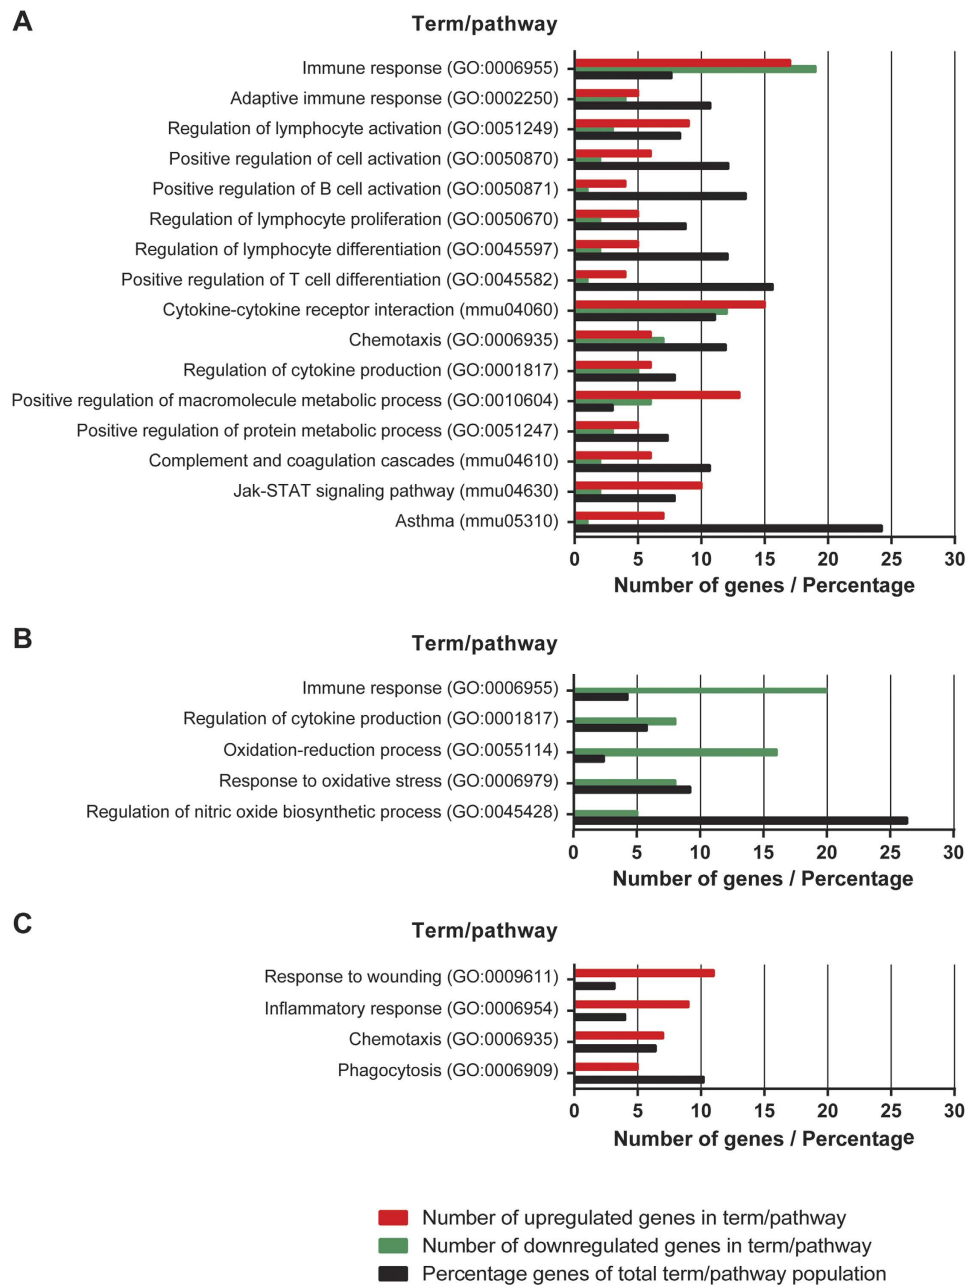 A
Term/pathway
Immune response (GO:0006955)
Adaptive immune response (GO:0002250)
Regulation of lymphocyte activation (GO:0051249)
Positive regulation of cell activation (GO:0050870)
Positive regulation of B cell activation (GO:0050871)
Regulation of lymphocyte proliferation (GO:0050670)
Regulation of lymphocyte differentiation (GO:0045597)
Positive regulation of T cell differentiation (GO:0045582)
Cytokine-cytokine receptor interaction (mmu04060)
Chemotaxis (GO:0006935)
Regulation of cytokine production (GO:0001817)
Positive regulation of macromolecule metabolic process (GO:0010604)
Positive regulation of protein metabolic process (GO:0051247)
Complement and coagulation cascades (mmu04610)
Jak-STAT signaling pathway (mmu04630)
Asthma (mmu05310)
0 5 10 15 20 25 30
Number of genes / Percentage
B
Term/pathway
Immune response (GO:0006955)
Regulation of cytokine production (GO:0001817)
Oxidation-reduction process (GO:0055114)
Response to oxidative stress (GO:0006979)
Regulation of nitric oxide biosynthetic process (GO:0045428)
0 5 10 15 20 25 30
Number of genes / Percentage
C
Term/pathway
Response to wounding (GO:0009611)
Inflammatory response (GO:0006954)
Chemotaxis (GO:0006935)
Phagocytosis (GO:0006909)
0 5 10 15 20 25 30
Number of genes / Percentage
Number of upregulated genes in term/pathway
Number of downregulated genes in term/pathway
Percentage genes of total term/pathway population